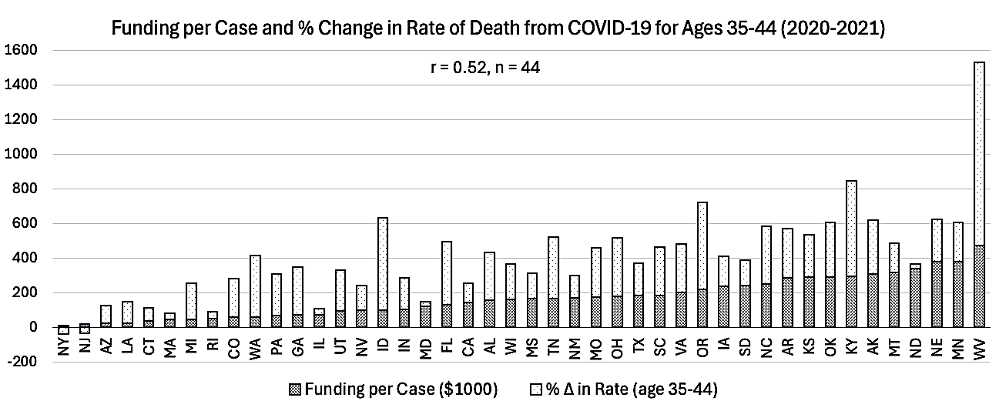 Funding per Case and % Change in Rate of Death from COVID-19 for Ages 35-44 (2020-2021)
1600
r = 0.52, n = 44
1400
1200
1000
800
600
400
200
0
-200
NY NJ AZ LA CT MA MI RI CO WA PA GA IL UT NV ID IN MD FL CA AL WI MS TN NM MO OH TX SC VA OR IA SD NC AR KS OK KY AK MT ND NE MN WV
Funding per Case ($1000) % Δ in Rate (age 35-44)